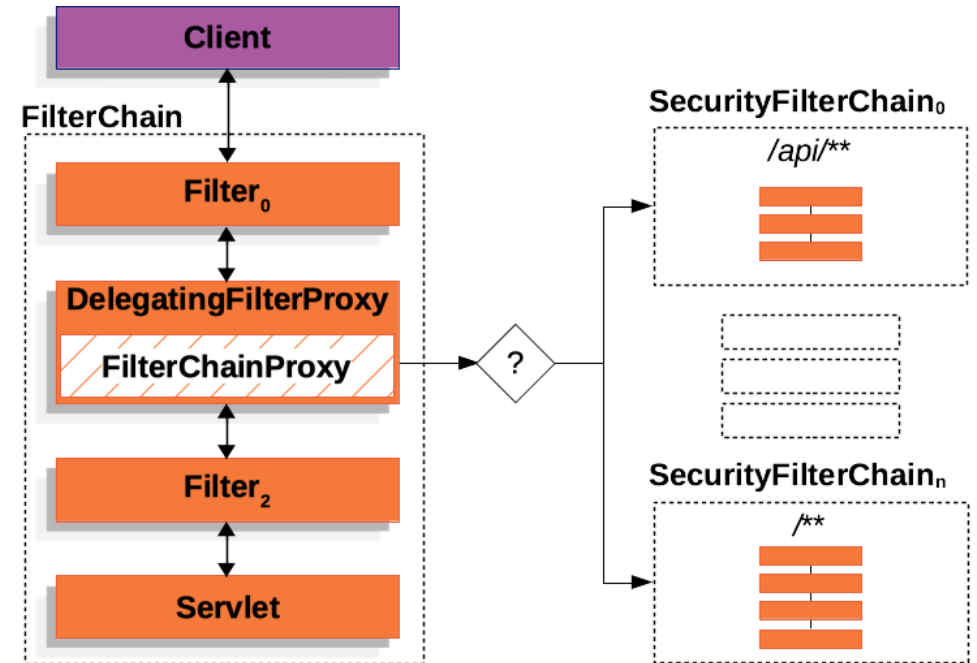 Client
FilterChain
Filter₀
DelegatingFilterProxy
FilterChainProxy
Filter₂
Servlet
?
SecurityFilterChain₀
/api/**
SecurityFilterChainₙ
/**